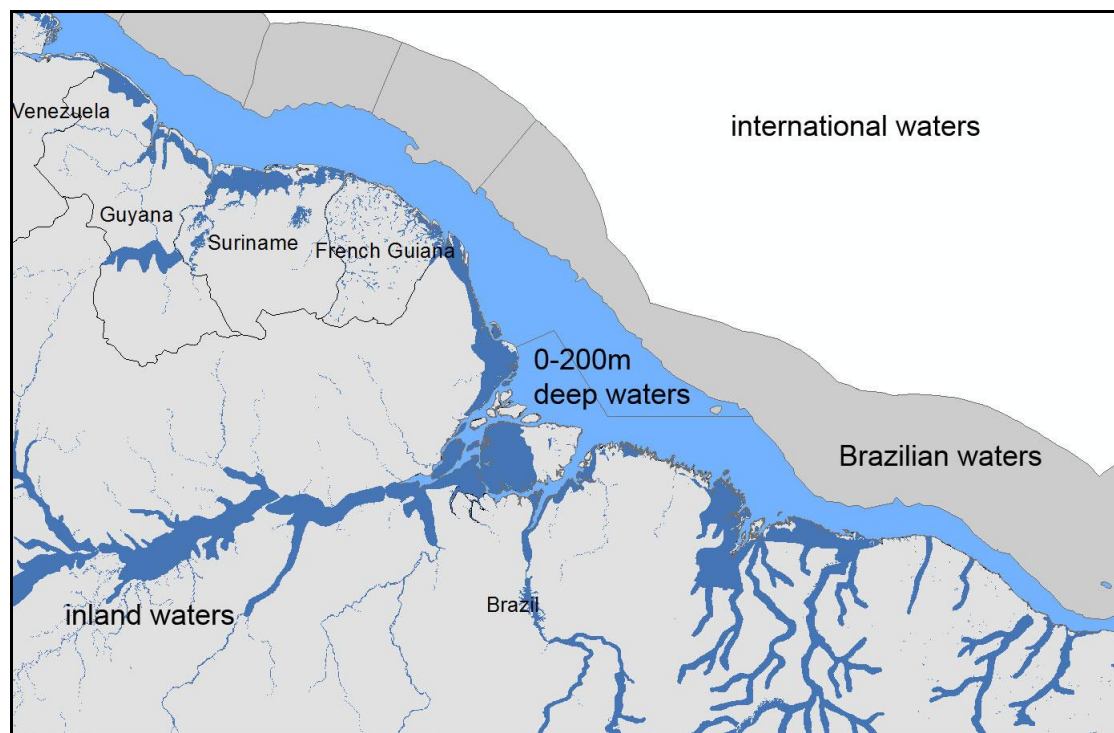 Venezuela
international waters
Guyana
Suriname
French Guiana
0-200m
deep waters
Brazilian waters
inland waters
Brazil